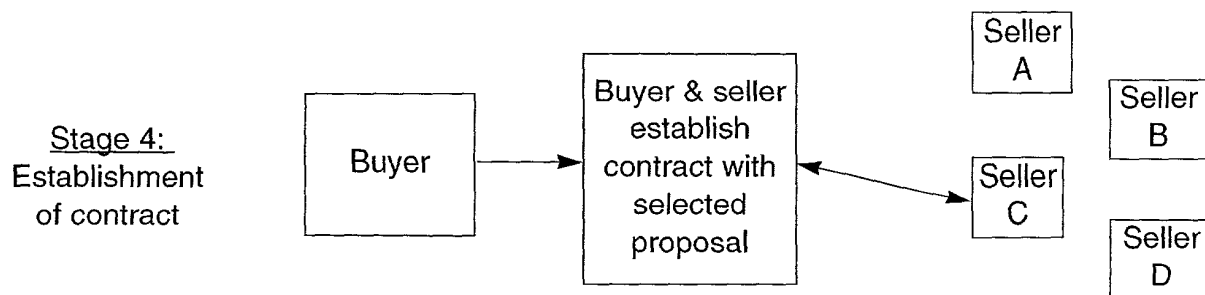 Stage 4:
Establishment
of contract
Buyer
Buyer & seller
establish
contract with
selected
proposal
Seller
A
Seller
B
Seller
C
Seller
D